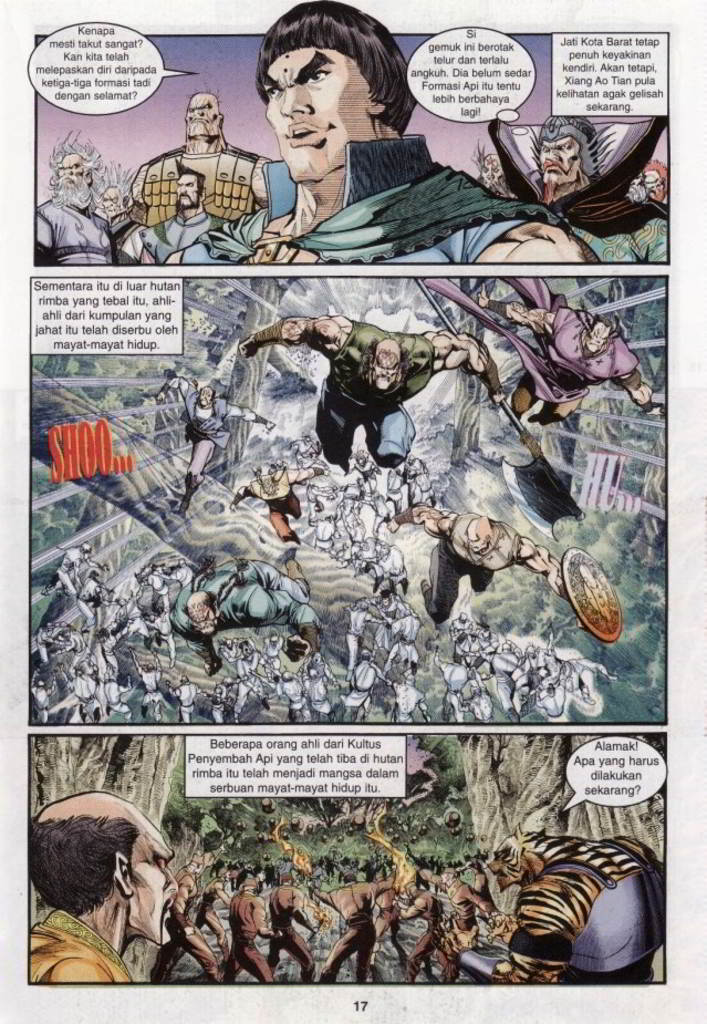 Kenapa
mesti takut sangat?
Kan kita telah
melepaskan diri daripada
ketiga-tiga formasi tadi
dengan selamat?
Si
gemuk ini berotak
telur dan terlalu
angkuh. Dia belum sedar
Formasi Api itu tentu
lebih berbahaya
lagi!
Jati Kota Barat tetap
penuh keyakinan
kendiri. Akan tetapi,
Xiang Ao Tian pula
kelihatan agak gelisah
sekarang.
Sementara itu di luar hutan
rimba yang tebal itu, ahli-
ahli dari kumpulan yang
jahat itu telah diserbu oleh
mayat-mayat hidup.
SHOO...
HU...
Beberapa orang ahli dari Kultus
Penyembah Api yang telah tiba di hutan
rimba itu telah menjadi mangsa dalam
serbuan mayat-mayat hidup itu.
Alamak!
Apa yang harus
dilakukan
sekarang?
17